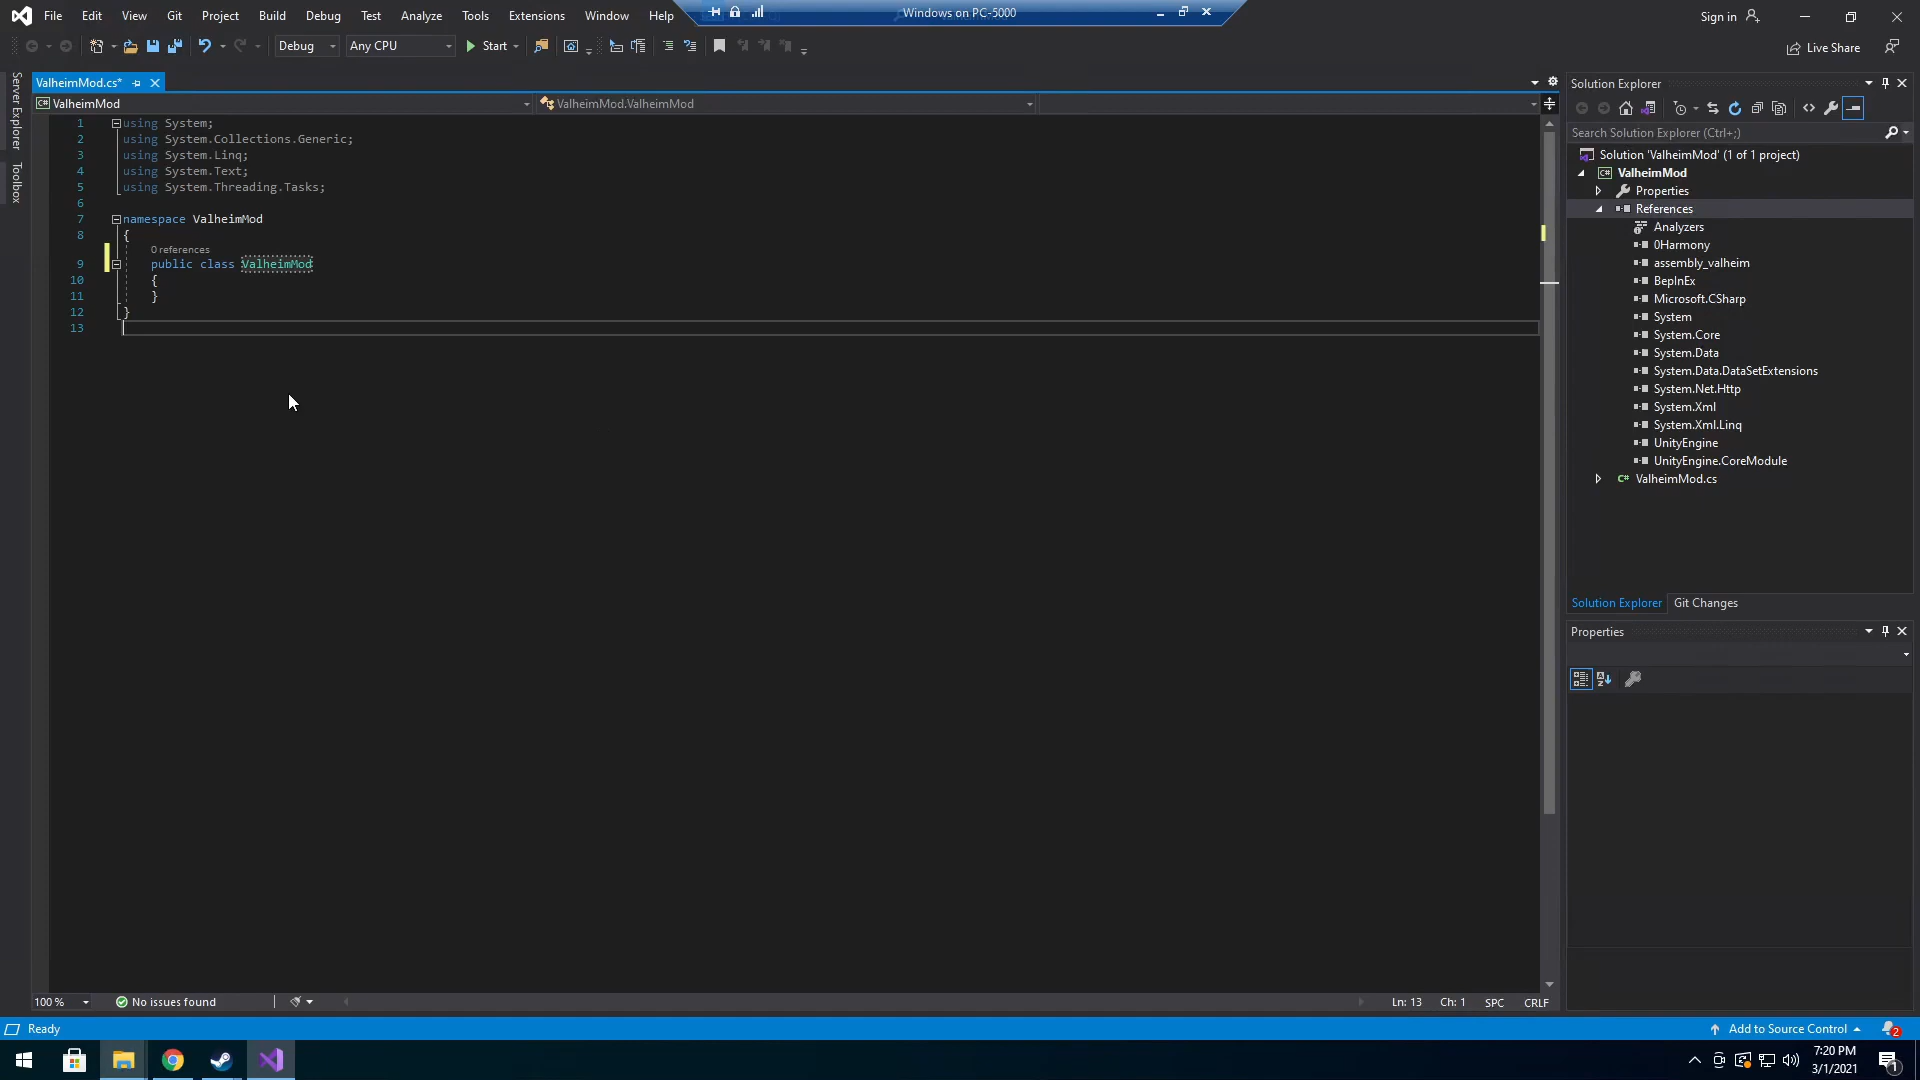 File Edit View Git Project Build Debug Test Analyze Tools Extensions Window Help
Windows on PC-5000
Sign in
Debug Any CPU Start
Live Share
Server Explorer
Toolbox
ValheimMod.cs*
ValheimMod
ValheimMod.ValheimMod
1 using System;
2 using System.Collections.Generic;
3 using System.Linq;
4 using System.Text;
5 using System.Threading.Tasks;
6
7 namespace ValheimMod
8 {
0 references
9 public class ValheimMod
10 {
11 }
12 }
13
Solution Explorer
Search Solution Explorer (Ctrl+;)
Solution 'ValheimMod' (1 of 1 project)
C# ValheimMod
Properties
References
Analyzers
0Harmony
assembly_valheim
BepInEx
Microsoft.CSharp
System
System.Core
System.Data
System.Data.DataSetExtensions
System.Net.Http
System.Xml
System.Xml.Linq
UnityEngine
UnityEngine.CoreModule
C# ValheimMod.cs
Solution Explorer Git Changes
Properties
100 % No issues found
Ln: 13 Ch: 1 SPC CRLF
Ready
Add to Source Control
2
7:20 PM
3/1/2021
1